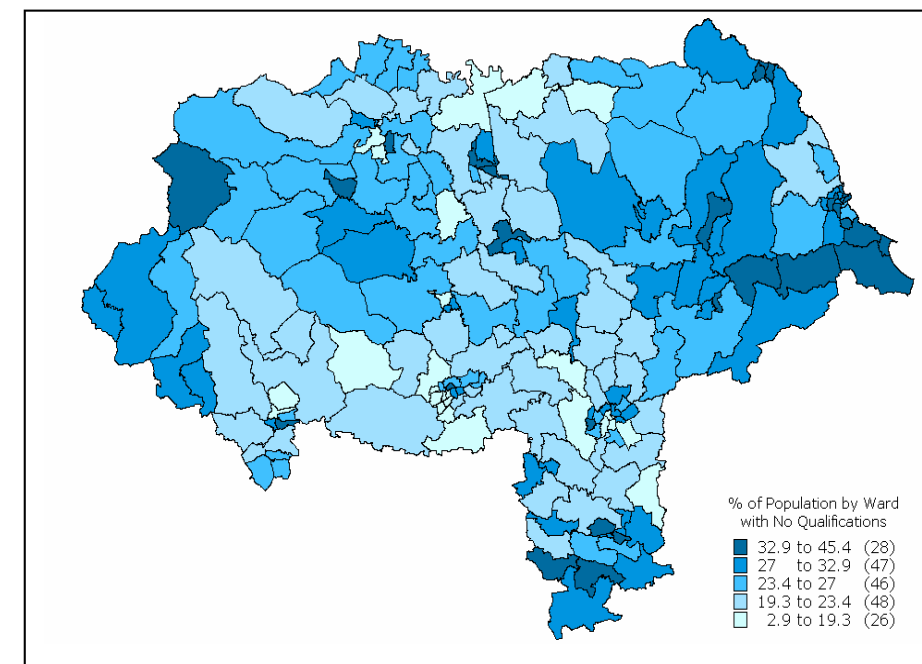 % of Population by Ward
with No Qualifications
32.9 to 45.4 (28)
27 to 32.9 (47)
23.4 to 27 (46)
19.3 to 23.4 (48)
2.9 to 19.3 (26)